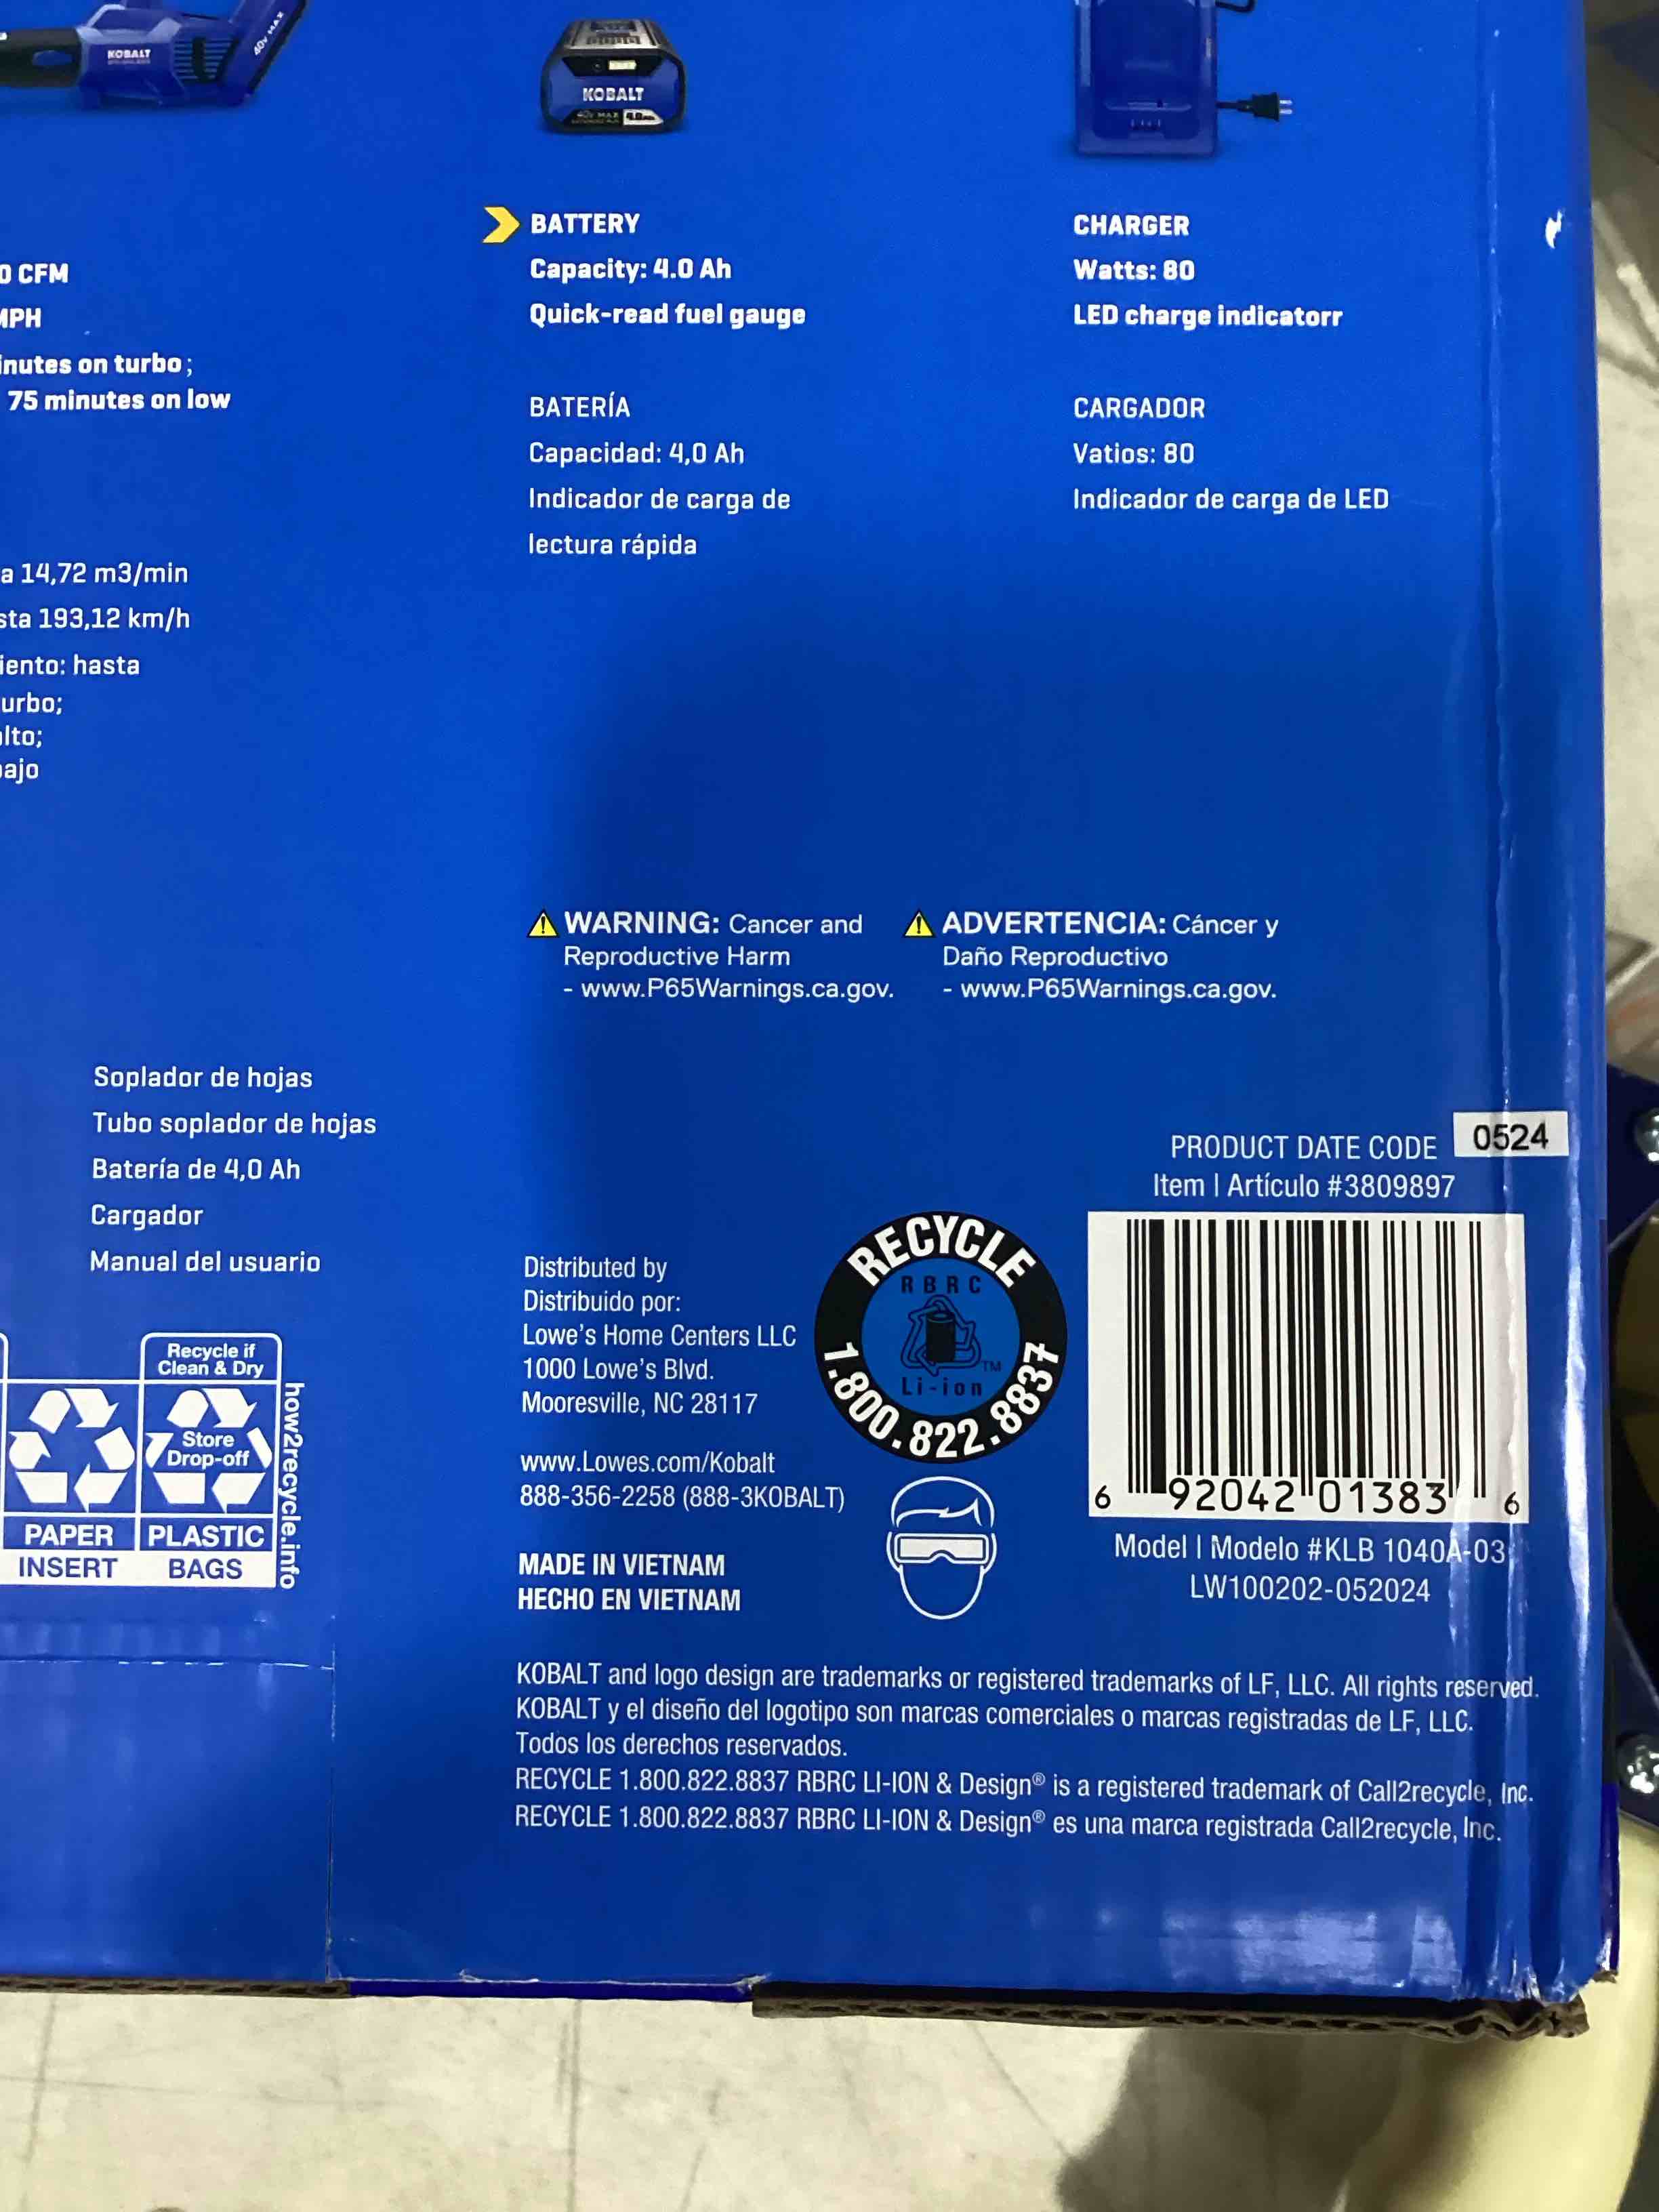 KOBALT
40V MAX
KOBALT
40V MAX
4.0Ah
0 CFM
MPH
inutes on turbo;
75 minutes on low
a 14,72 m3/min
sta 193,12 km/h
iento: hasta
urbo;
alto;
bajo
BATTERY
Capacity: 4.0 Ah
Quick-read fuel gauge
BATERÍA
Capacidad: 4,0 Ah
Indicador de carga de
lectura rápida
CHARGER
Watts: 80
LED charge indicatorr
CARGADOR
Vatios: 80
Indicador de carga de LED
WARNING: Cancer and
Reproductive Harm
- www.P65Warnings.ca.gov.
ADVERTENCIA: Cáncer y
Daño Reproductivo
- www.P65Warnings.ca.gov.
Soplador de hojas
Tubo soplador de hojas
Batería de 4,0 Ah
Cargador
Manual del usuario
PAPER
INSERT
Recycle if
Clean & Dry
Store
Drop-off
PLASTIC
BAGS
how2recycle.info
Distributed by
Distribuido por:
Lowe's Home Centers LLC
1000 Lowe's Blvd.
Mooresville, NC 28117
www.Lowes.com/Kobalt
888-356-2258 (888-3KOBALT)
MADE IN VIETNAM
HECHO EN VIETNAM
RECYCLE
RBRC
TM
Li-ion
1.800.822.8837
PRODUCT DATE CODE 0524
Item | Artículo #3809897
6 92042 01383 6
Model | Modelo #KLB 1040A-03
LW100202-052024
KOBALT and logo design are trademarks or registered trademarks of LF, LLC. All rights reserved.
KOBALT y el diseño del logotipo son marcas comerciales o marcas registradas de LF, LLC.
Todos los derechos reservados.
RECYCLE 1.800.822.8837 RBRC LI-ION & Design® is a registered trademark of Call2recycle, Inc.
RECYCLE 1.800.822.8837 RBRC LI-ION & Design® es una marca registrada Call2recycle, Inc.